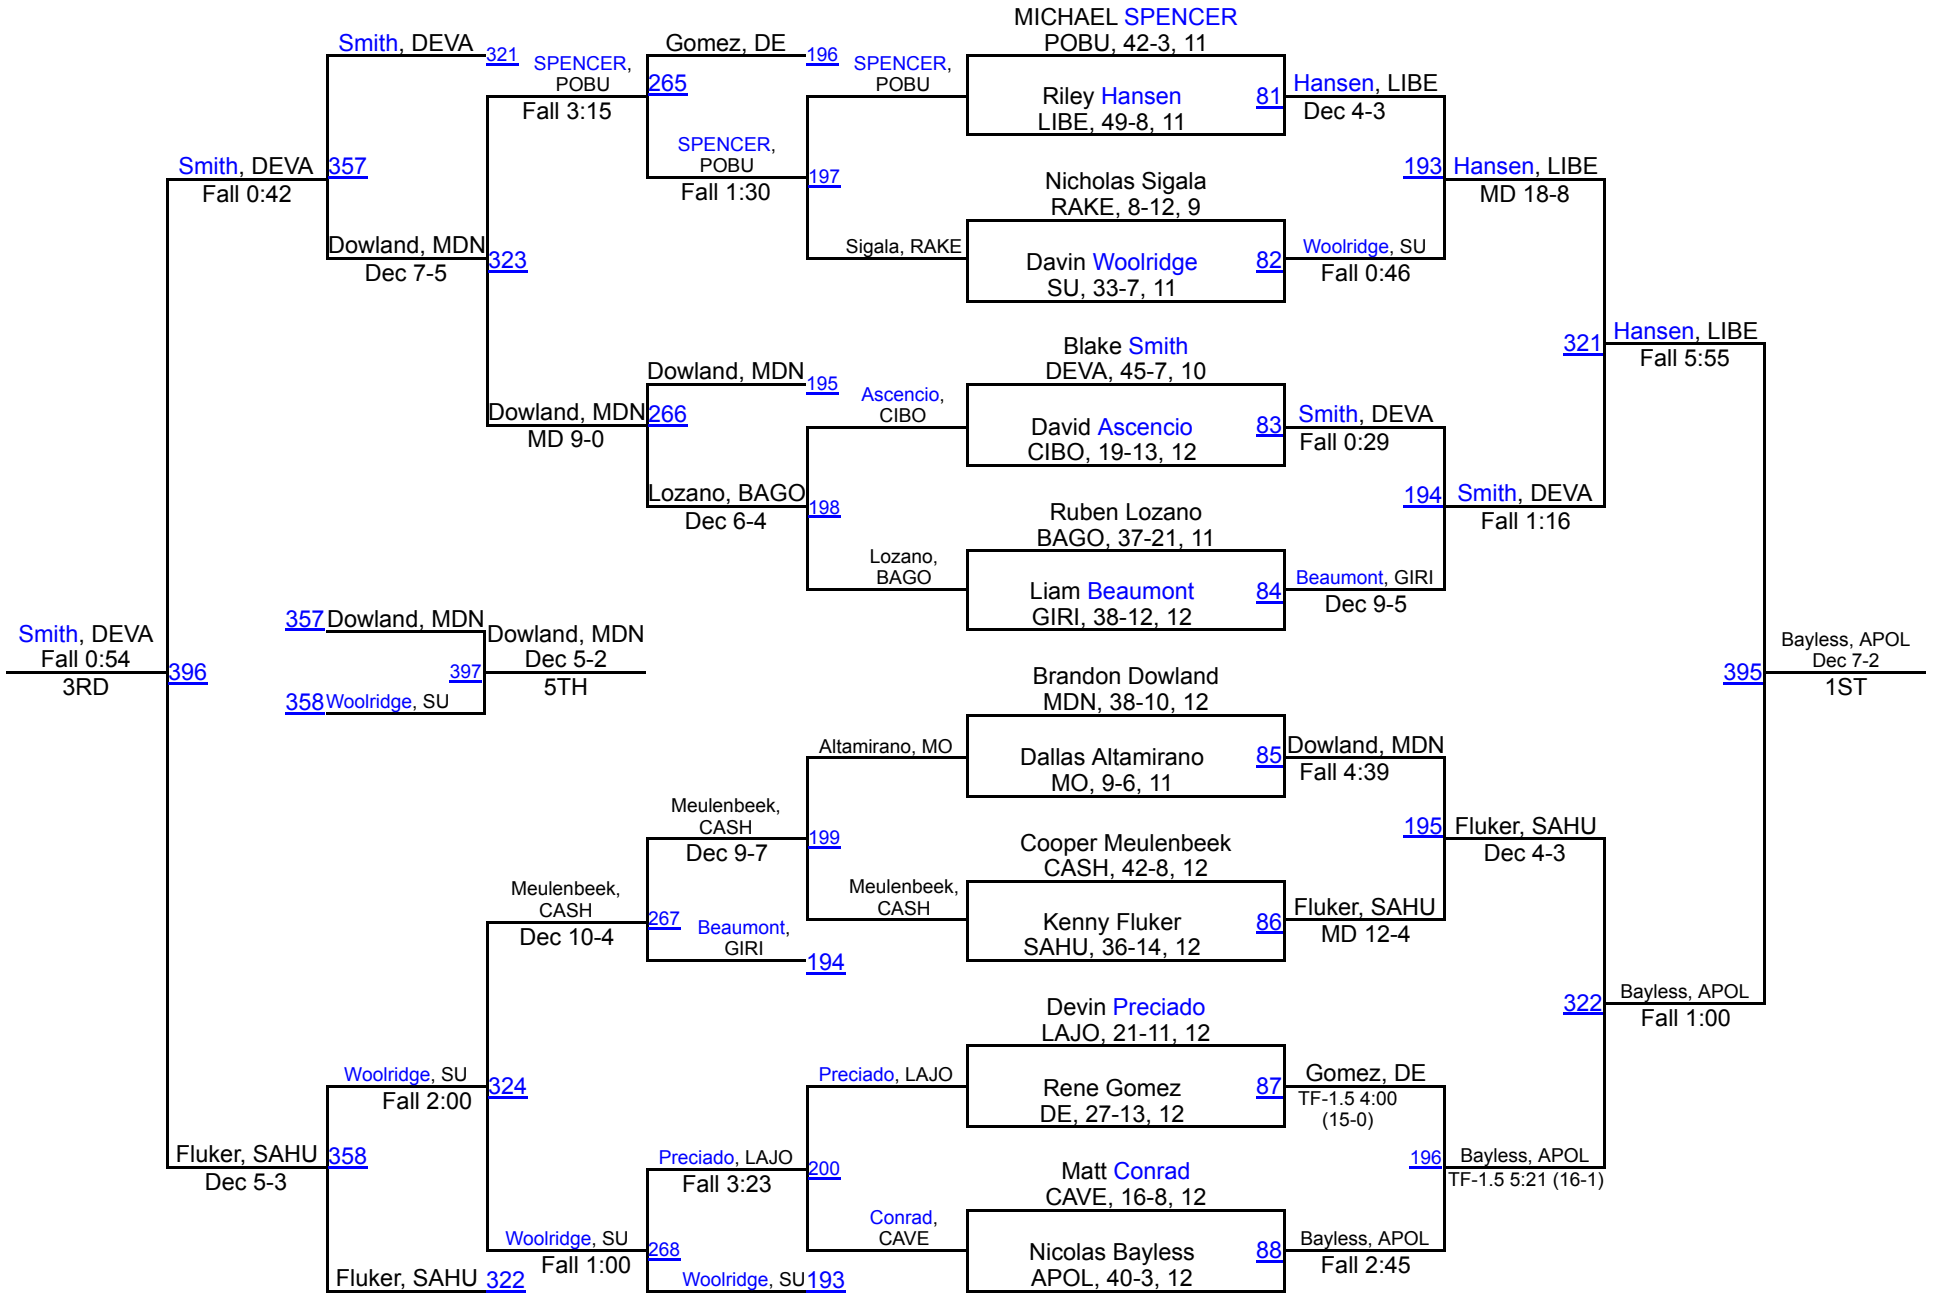 MICHAEL SPENCER
POBU, 42-3, 11
Smith, DEVA
321
SPENCER,
POBU
Fall 3:15
Gomez, DE
196
265
SPENCER,
POBU
Riley Hansen
LIBE, 49-8, 11
81
Hansen, LIBE
Dec 4-3
SPENCER,
POBU
Fall 1:30
197
Smith, DEVA
Fall 0:42
357
193
Hansen, LIBE
MD 18-8
Nicholas Sigala
RAKE, 8-12, 9
Dowland, MDN
Dec 7-5
323
Sigala, RAKE
Davin Woolridge
SU, 33-7, 11
82
Woolridge, SU
Fall 0:46
Blake Smith
DEVA, 45-7, 10
321
Hansen, LIBE
Fall 5:55
Dowland, MDN
195
Ascencio,
CIBO
Dowland, MDN
MD 9-0
266
David Ascencio
CIBO, 19-13, 12
83
Smith, DEVA
Fall 0:29
Lozano, BAGO
Dec 6-4
198
194
Smith, DEVA
Fall 1:16
Ruben Lozano
BAGO, 37-21, 11
Lozano,
BAGO
Liam Beaumont
GIRI, 38-12, 12
84
Beaumont, GIRI
Dec 9-5
357
Dowland, MDN
Smith, DEVA
Fall 0:54
3RD
396
397
Dowland, MDN
Dec 5-2
5TH
358
Woolridge, SU
395
Bayless, APOL
Dec 7-2
1ST
Brandon Dowland
MDN, 38-10, 12
Altamirano, MO
Dallas Altamirano
MO, 9-6, 11
85
Dowland, MDN
Fall 4:39
Meulenbeek,
CASH
Dec 9-7
199
195
Fluker, SAHU
Dec 4-3
Cooper Meulenbeek
CASH, 42-8, 12
Meulenbeek,
CASH
Dec 10-4
267
Meulenbeek,
CASH
Beaumont,
GIRI
194
Kenny Fluker
SAHU, 36-14, 12
86
Fluker, SAHU
MD 12-4
Devin Preciado
LAJO, 21-11, 12
322
Bayless, APOL
Fall 1:00
Woolridge, SU
Fall 2:00
324
Preciado, LAJO
Rene Gomez
DE, 27-13, 12
87
Gomez, DE
TF-1.5 4:00
(15-0)
Fluker, SAHU
Dec 5-3
358
Preciado, LAJO
Fall 3:23
200
196
Bayless, APOL
TF-1.5 5:21 (16-1)
Matt Conrad
CAVE, 16-8, 12
Conrad,
CAVE
Woolridge, SU
Fall 1:00
268
Nicolas Bayless
APOL, 40-3, 12
88
Bayless, APOL
Fall 2:45
Fluker, SAHU
322
Woolridge, SU
193